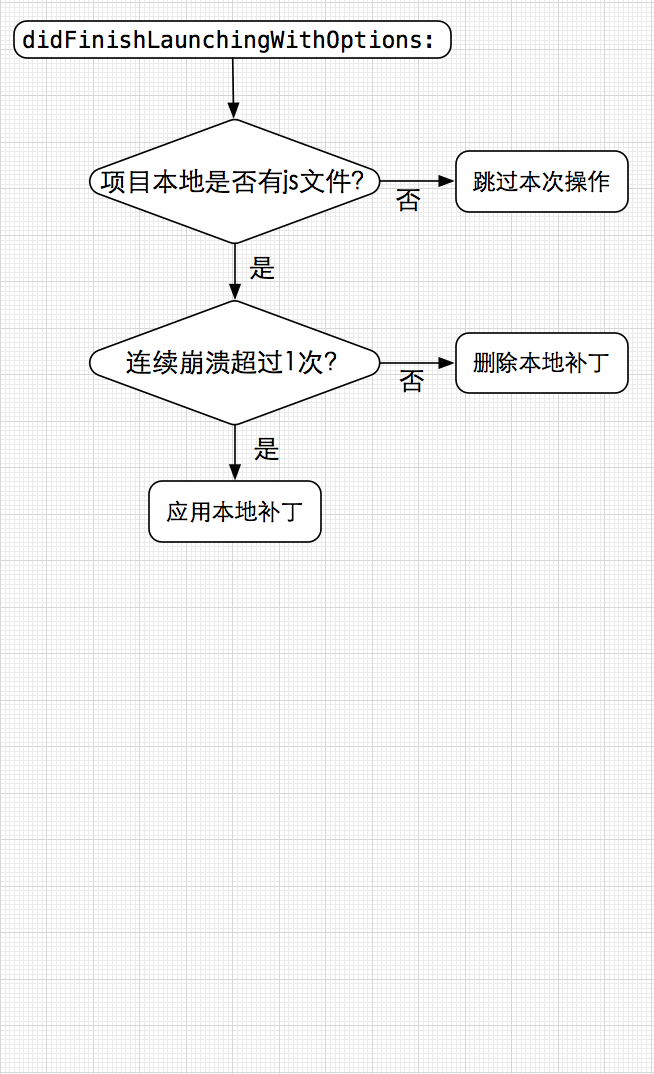 didFinishLaunchingWithOptions:
项目本地是否有js文件?
否
跳过本次操作
是
连续崩溃超过1次?
否
删除本地补丁
是
应用本地补丁